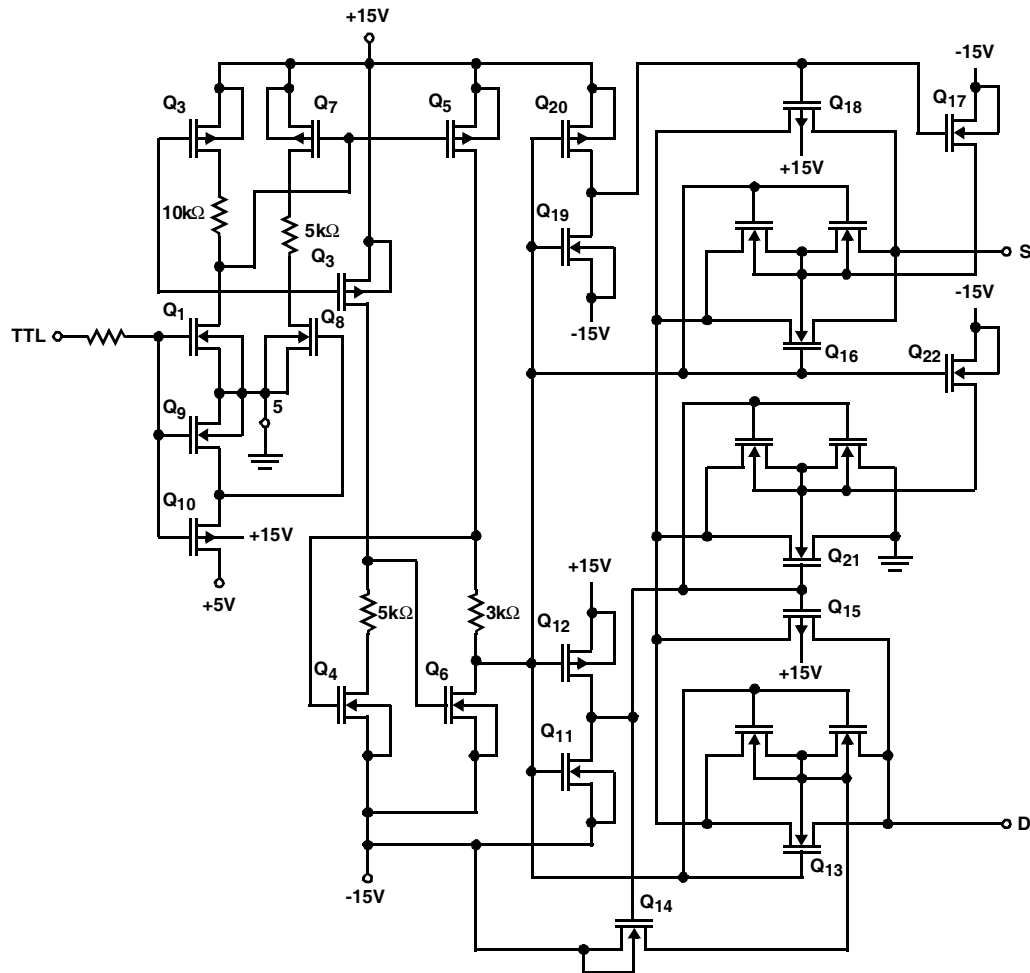 +15V
-15V
Q3
Q7
Q5
Q20
Q18
Q17
+15V
10kΩ
5kΩ
Q19
Q3
S
-15V
-15V
Q1
Q8
TTL
Q16
Q22
5
Q9
Q10
+15V
Q21
+5V
+15V
5kΩ
3kΩ
Q12
Q15
+15V
Q4
Q6
Q11
D
Q13
-15V
Q14